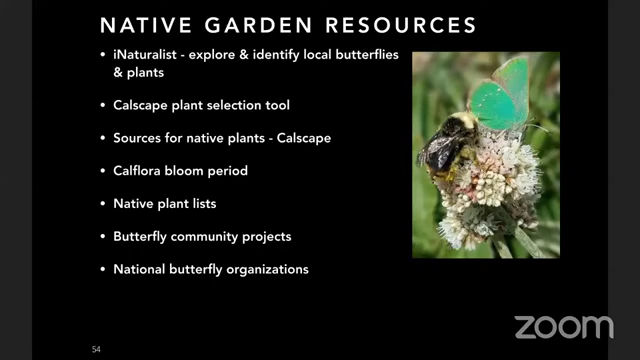 NATIVE GARDEN RESOURCES
• iNaturalist - explore & identify local butterflies
& plants
• Calscape plant selection tool
• Sources for native plants - Calscape
• Calflora bloom period
• Native plant lists
• Butterfly community projects
• National butterfly organizations
54
zoom